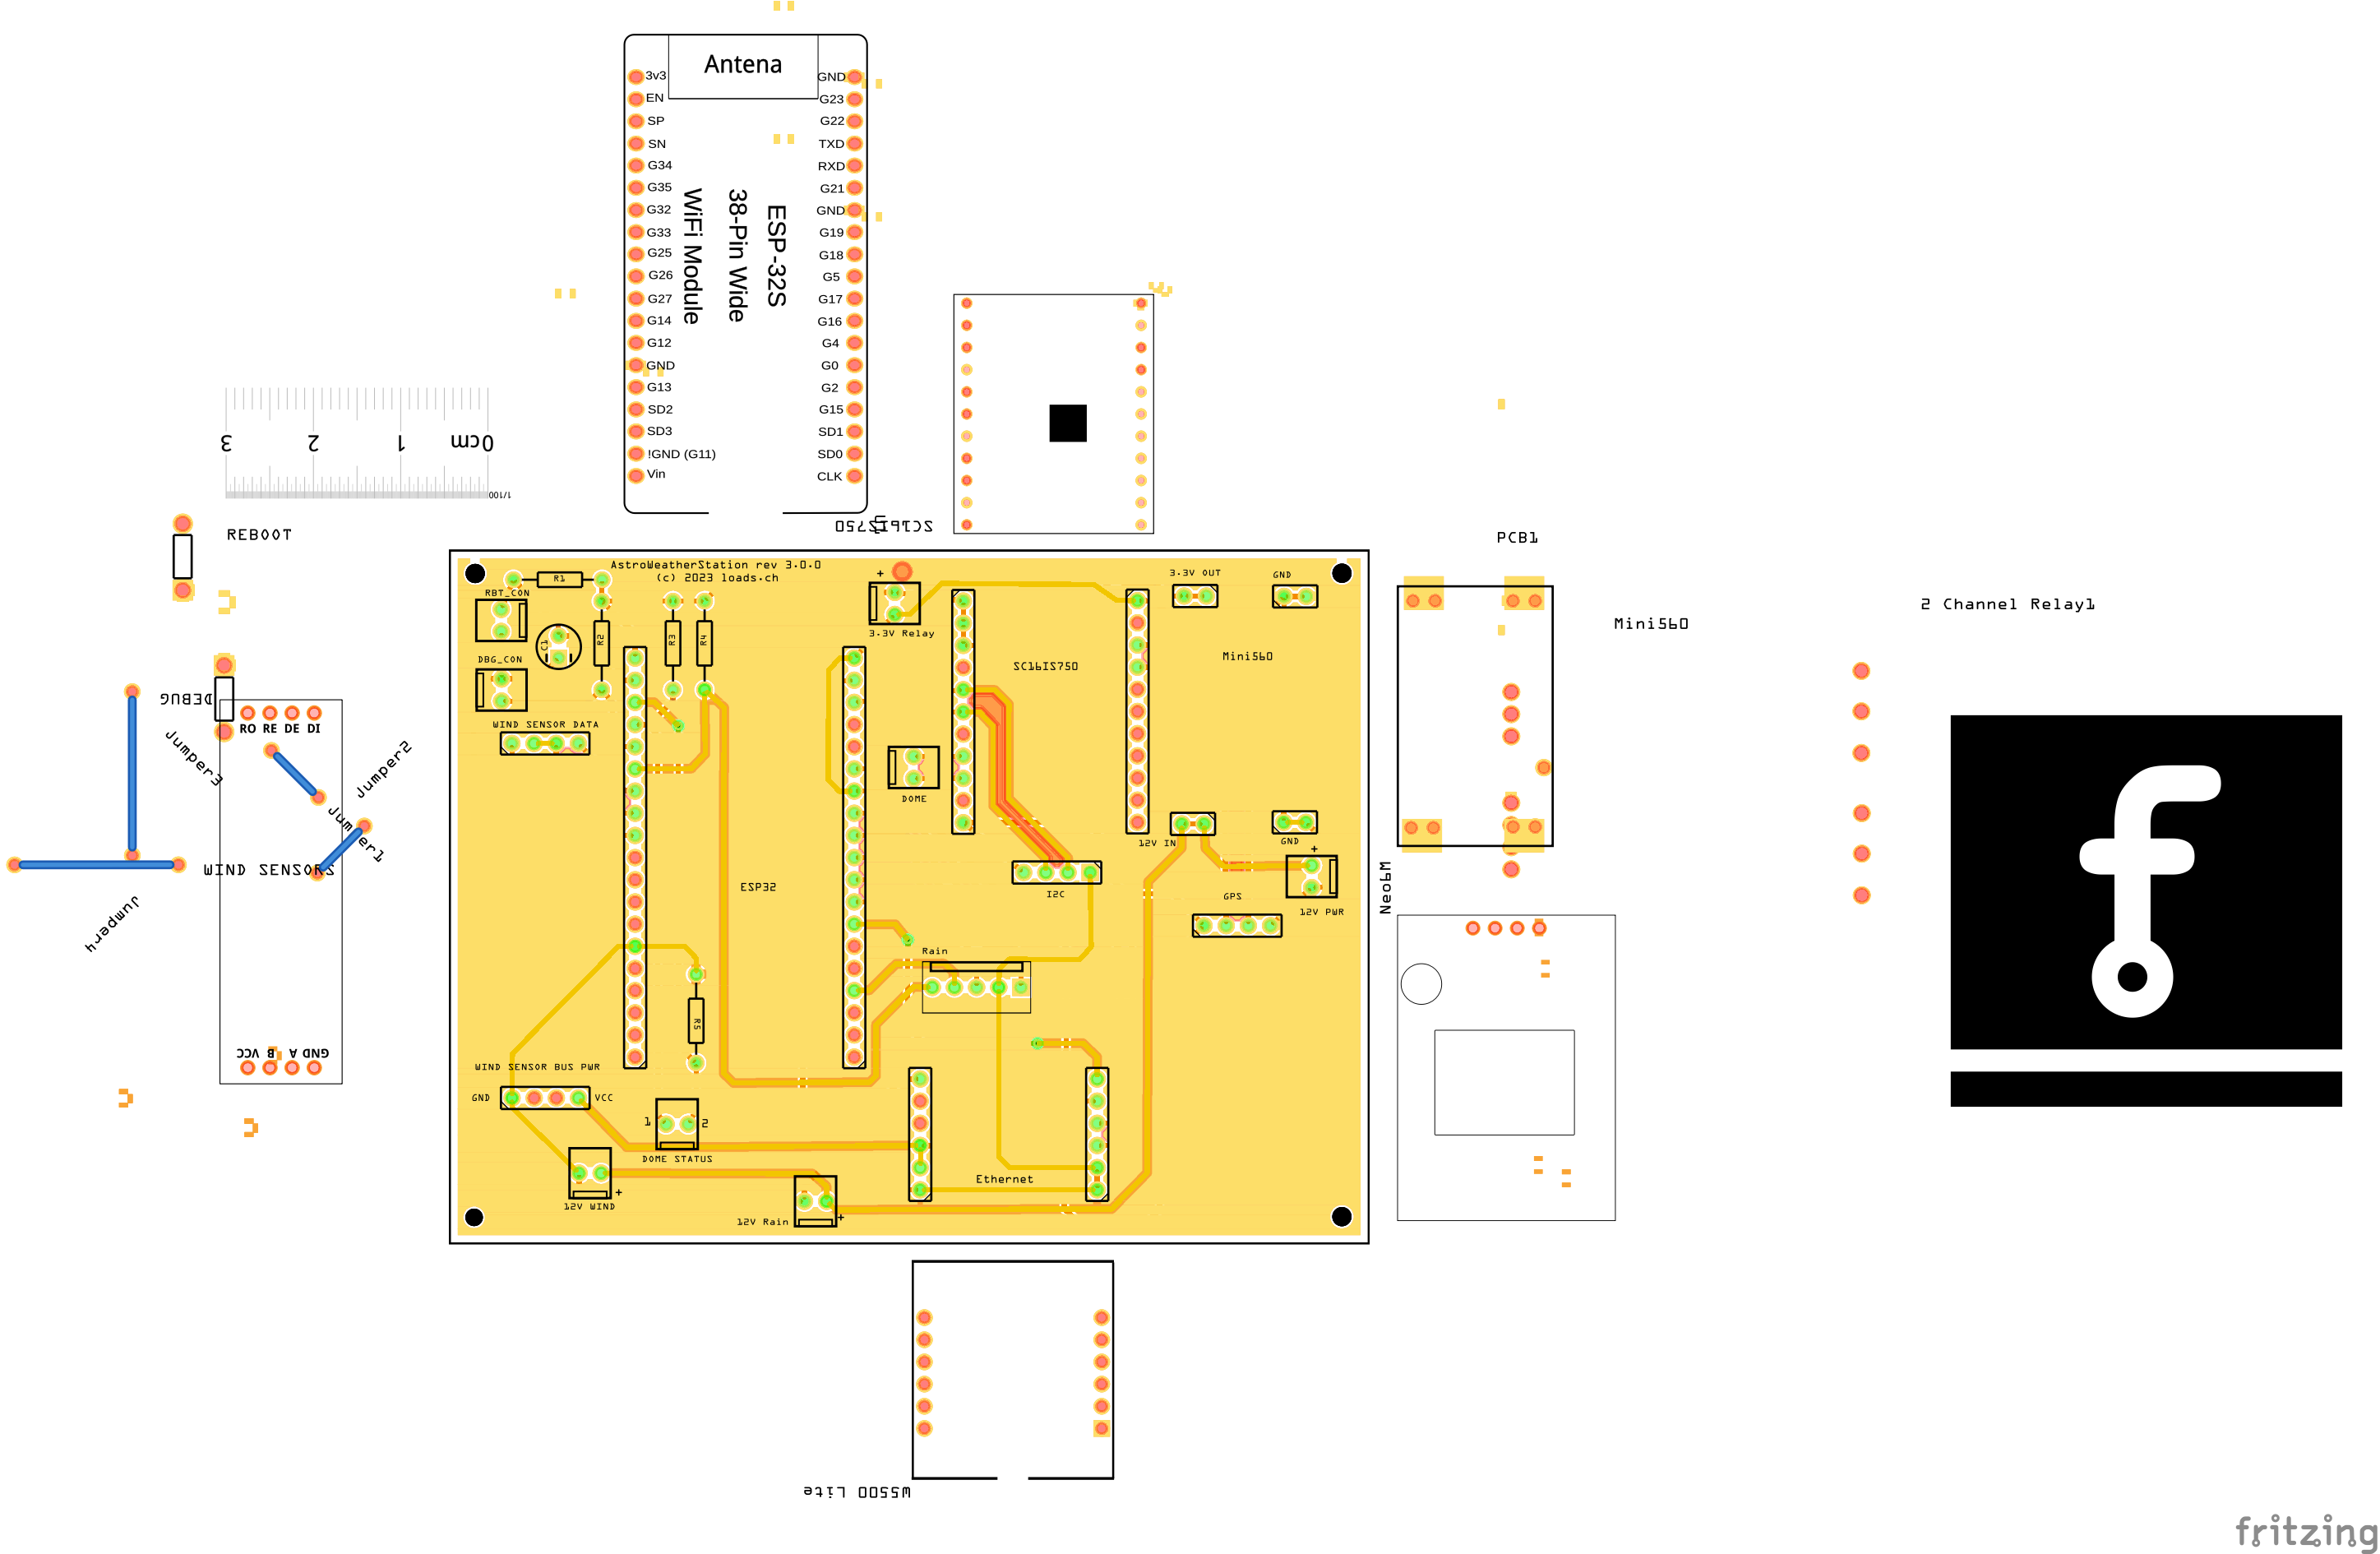 Antena
3v3
EN
SP
SN
G34
G35
G32
G33
G25
G26
G27
G14
G12
GND
G13
SD2
SD3
!GND (G11)
Vin
GND
G23
G22
TXD
RXD
G21
GND
G19
G18
G5
G17
G16
G4
G0
G2
G15
SD1
SD0
CLK
ESP-32S
38-Pin Wide
WiFi Module
3 2 1 0cm
1/100
SC16IS750
U1
REBOOT
DEBUG
RO RE DE DI
Jumper3
Jumper2
Jumper1
WIND SENSORS
Jumper4
VCC B A GND
AstroWeatherStation rev 3.0.0
(c) 2023 loads.ch
R1
RBT_CON
C1
R2
R3
R4
DBG_CON
WIND SENSOR DATA
+
3.3V Relay
3.3V OUT
GND
SC16IS750
Mini560
DOME
12V IN
GND
+
12V PWR
ESP32
I2C
GPS
Rain
R5
WIND SENSOR BUS PWR
GND
VCC
1
2
DOME STATUS
12V WIND
+
12V Rain
+
Ethernet
PCB1
Mini560
2 Channel Relay1
Neo6M
W5500 Lite
fritzing